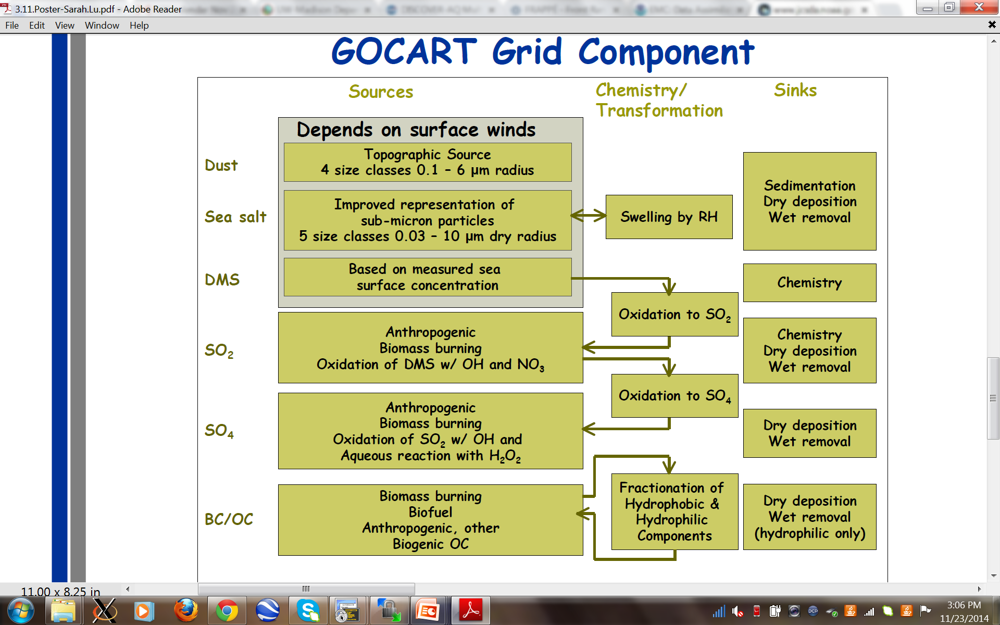 3.11.Poster-Sarah.Lu.pdf - Adobe Reader
File Edit View Window Help
GOCART Grid Component
Sources
Chemistry/
Transformation
Sinks
Depends on surface winds
Dust
Topographic Source
4 size classes 0.1 – 6 μm radius
Sea salt
Improved representation of
sub-micron particles
5 size classes 0.03 – 10 μm dry radius
Swelling by RH
Sedimentation
Dry deposition
Wet removal
DMS
Based on measured sea
surface concentration
Chemistry
Oxidation to SO₂
SO₂
Anthropogenic
Biomass burning
Oxidation of DMS w/ OH and NO₃
Chemistry
Dry deposition
Wet removal
Oxidation to SO₄
SO₄
Anthropogenic
Biomass burning
Oxidation of SO₂ w/ OH and
Aqueous reaction with H₂O₂
Dry deposition
Wet removal
BC/OC
Biomass burning
Biofuel
Anthropogenic, other
Biogenic OC
Fractionation of
Hydrophobic &
Hydrophilic
Components
Dry deposition
Wet removal
(hydrophilic only)
11.00 x 8.25 in
DCP
3:06 PM
11/23/2014